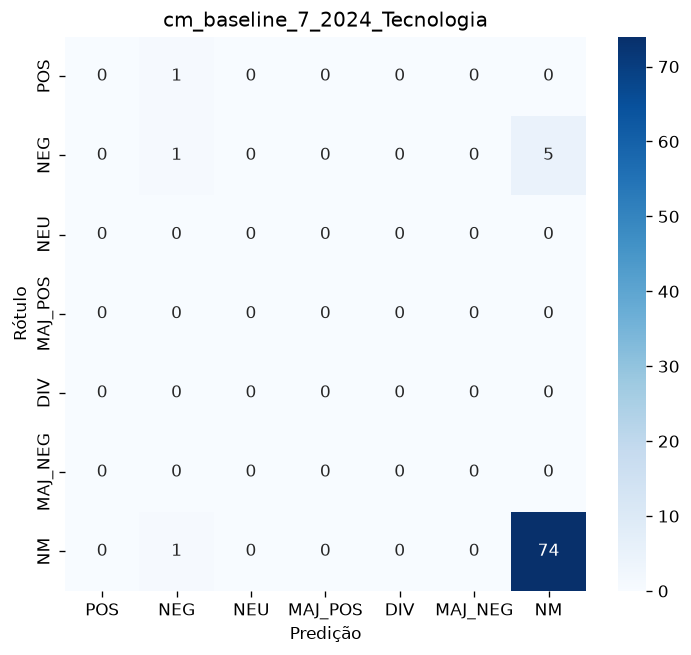 cm_baseline_7_2024_Tecnologia
POS 0 1 0 0 0 0 0
NEG 0 1 0 0 0 0 5
NEU 0 0 0 0 0 0 0
MAJ_POS 0 0 0 0 0 0 0
DIV 0 0 0 0 0 0 0
MAJ_NEG 0 0 0 0 0 0 0
NM 0 1 0 0 0 0 74
POS NEG NEU MAJ_POS DIV MAJ_NEG NM
Predição
Rótulo
70
60
50
40
30
20
10
0